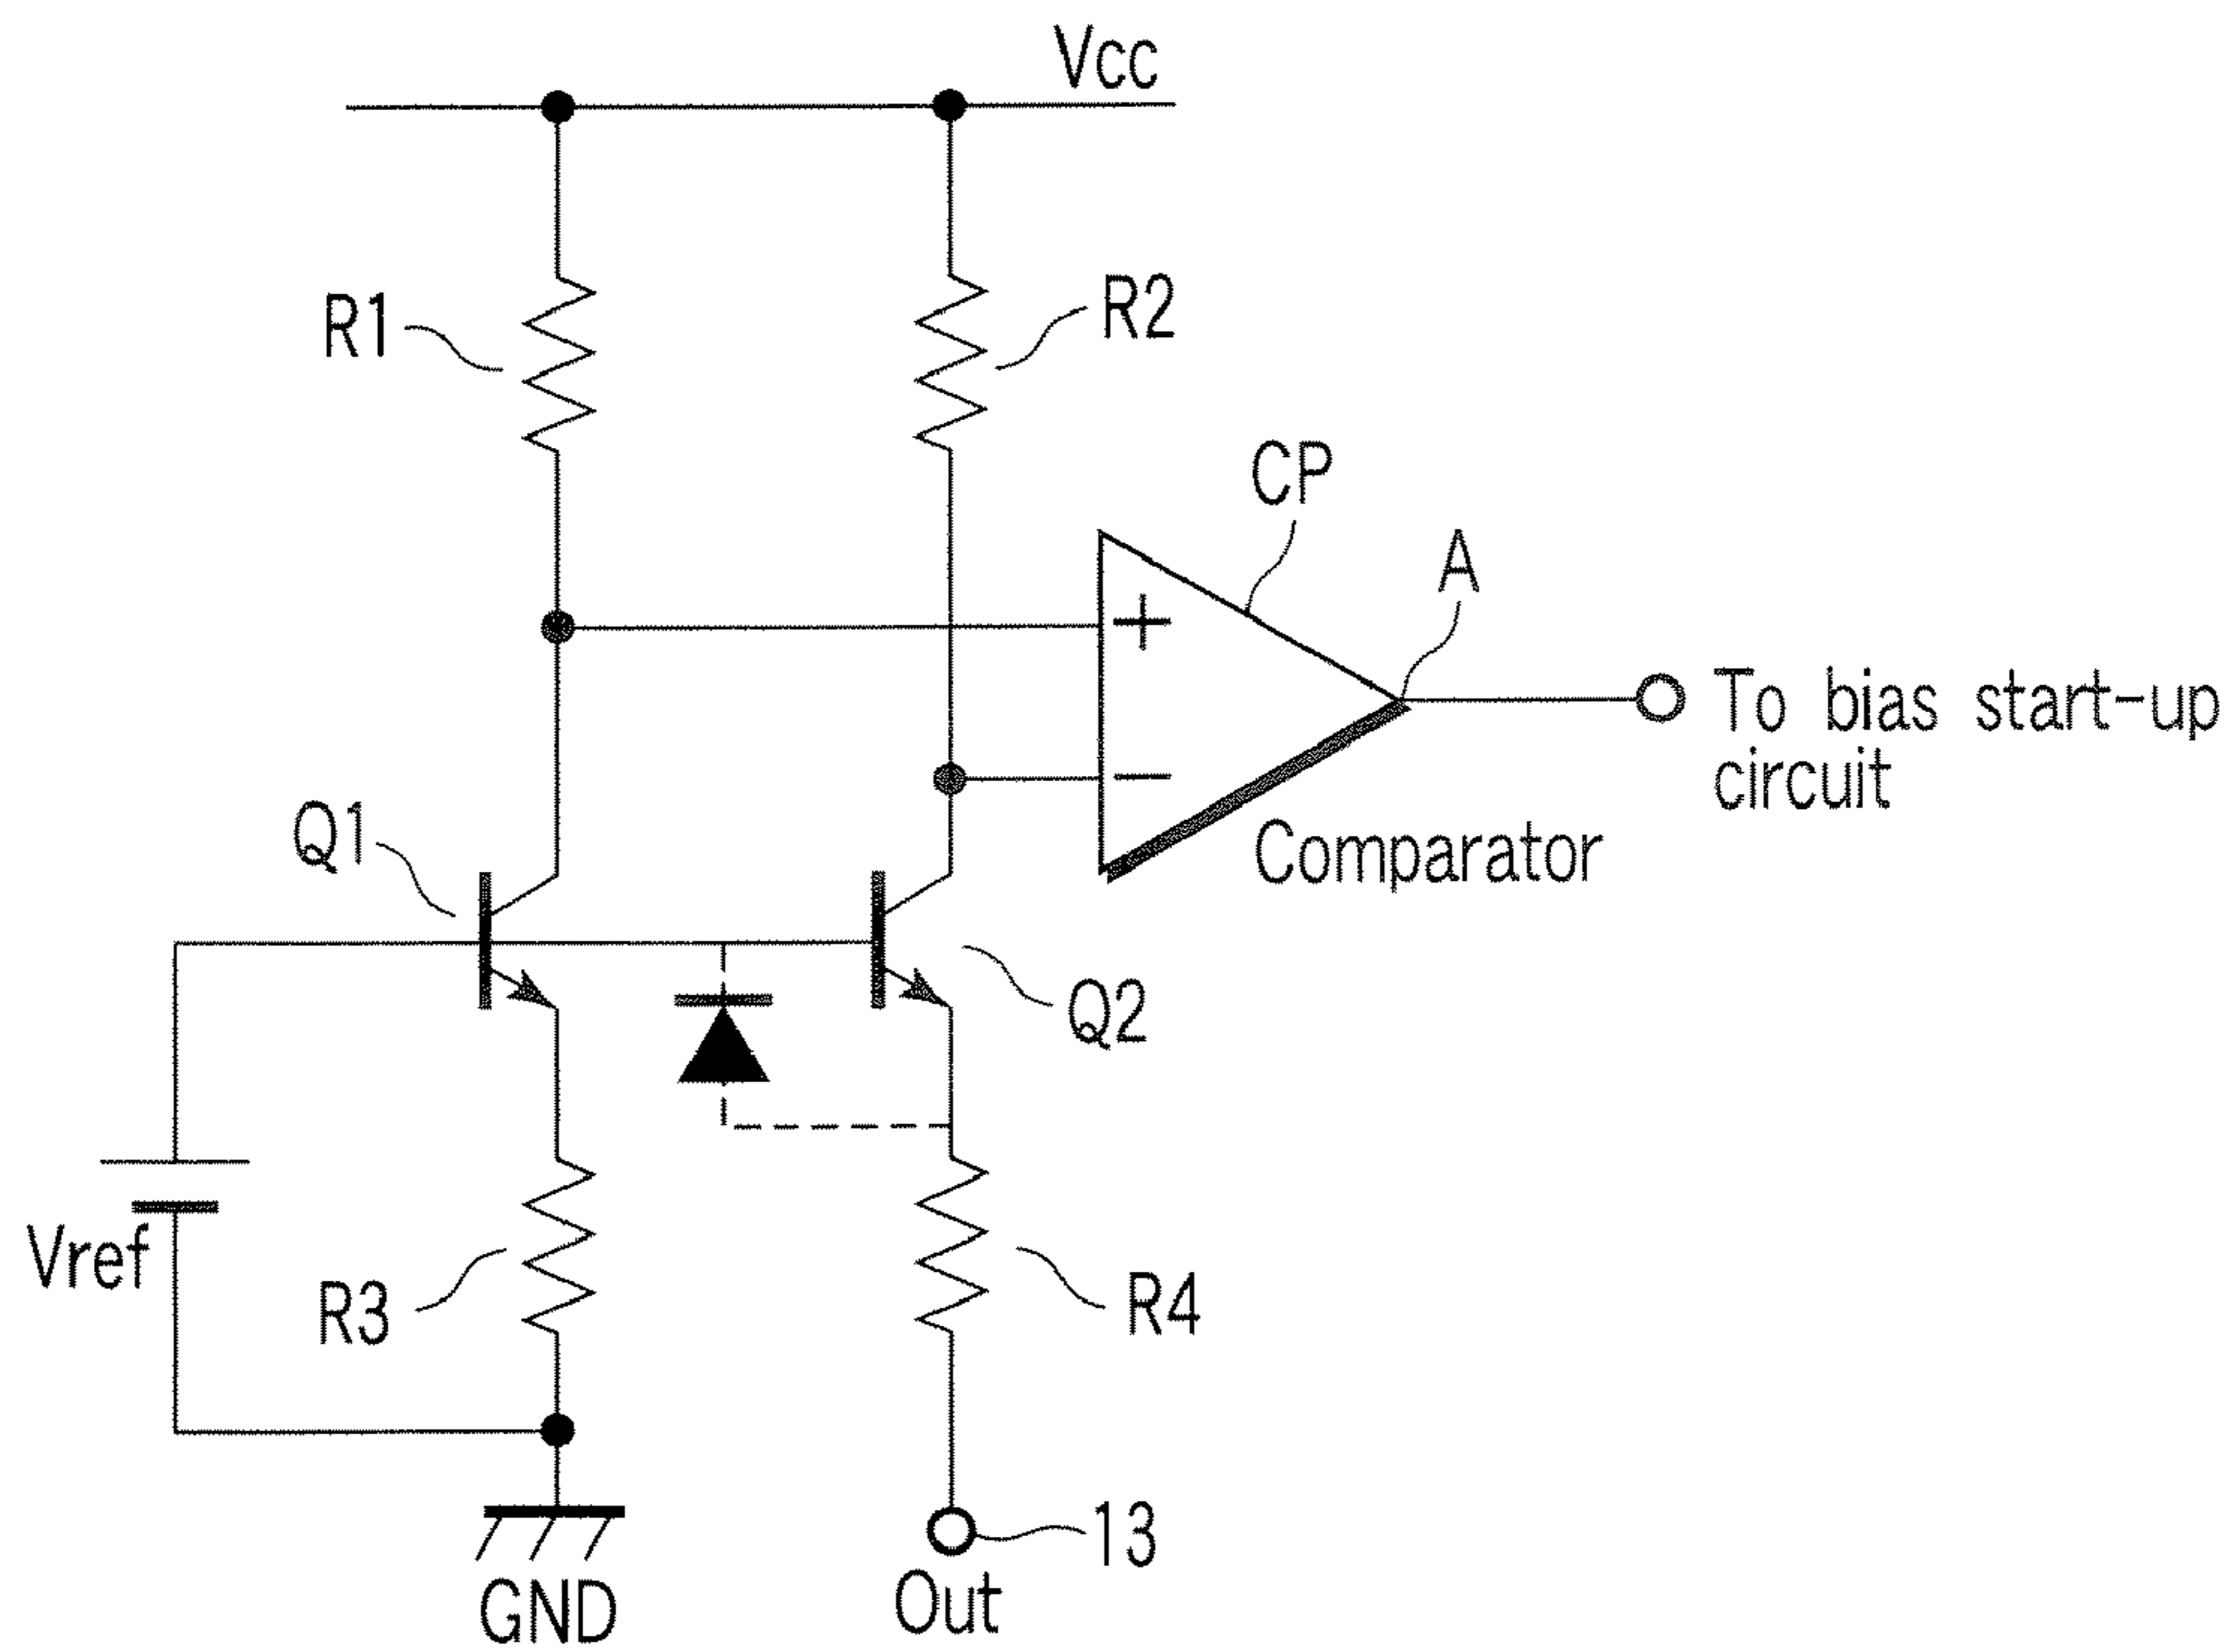 Vcc
R1
R2
CP
A
+
To bias start-up
circuit
−
Comparator
Q1
Q2
Vref
R3
R4
13
Out
GND